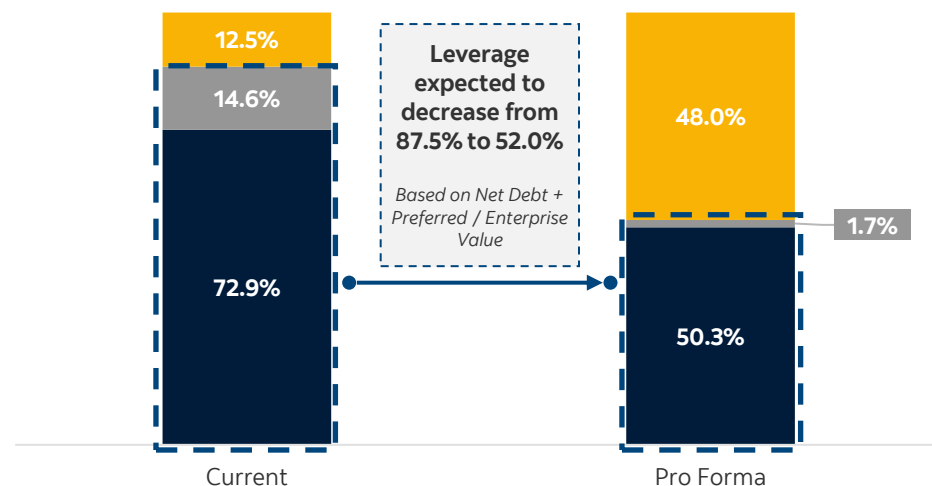 12.5%
14.6%
72.9%
Leverage
expected to
decrease from
87.5% to 52.0%
Based on Net Debt +
Preferred / Enterprise
Value
48.0%
1.7%
50.3%
Current
Pro Forma